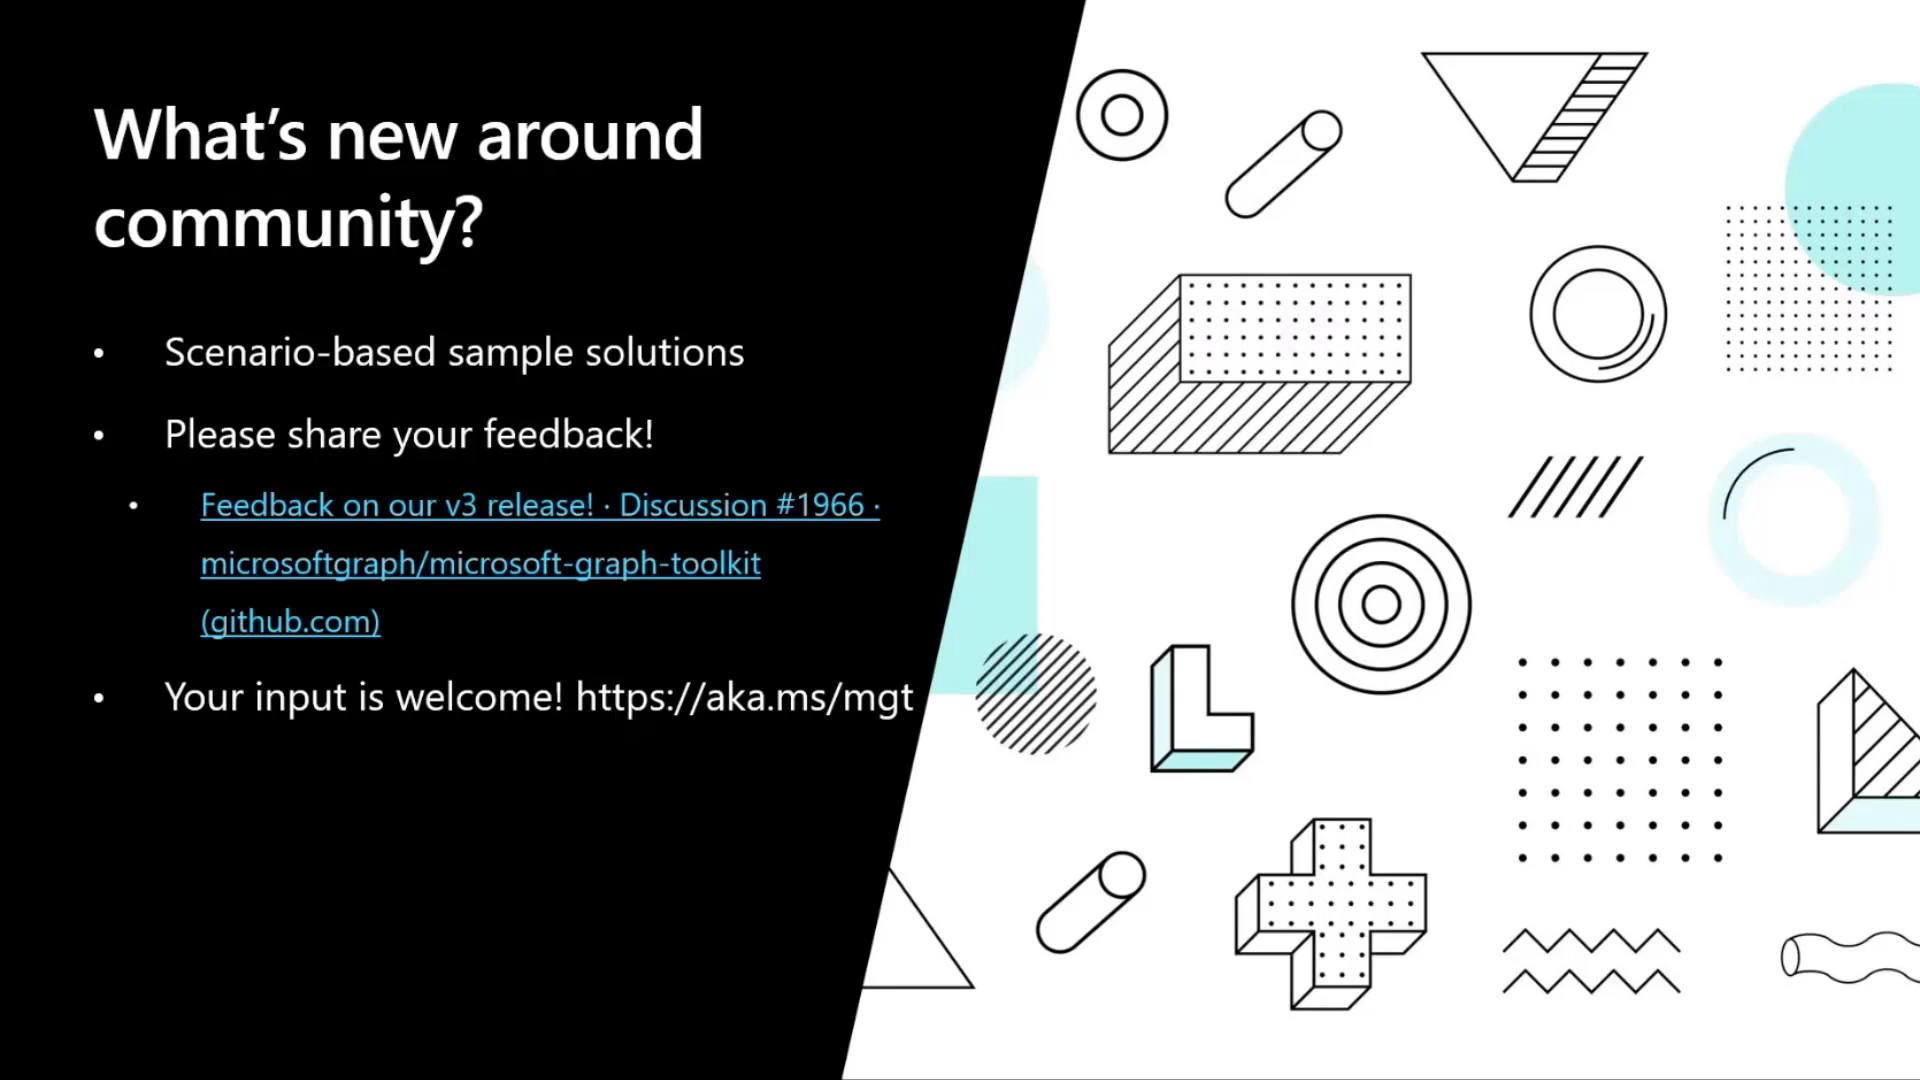 What’s new around
community?
• Scenario-based sample solutions
• Please share your feedback!
• Feedback on our v3 release! · Discussion #1966 ·
microsoftgraph/microsoft-graph-toolkit
(github.com)
• Your input is welcome! https://aka.ms/mgt